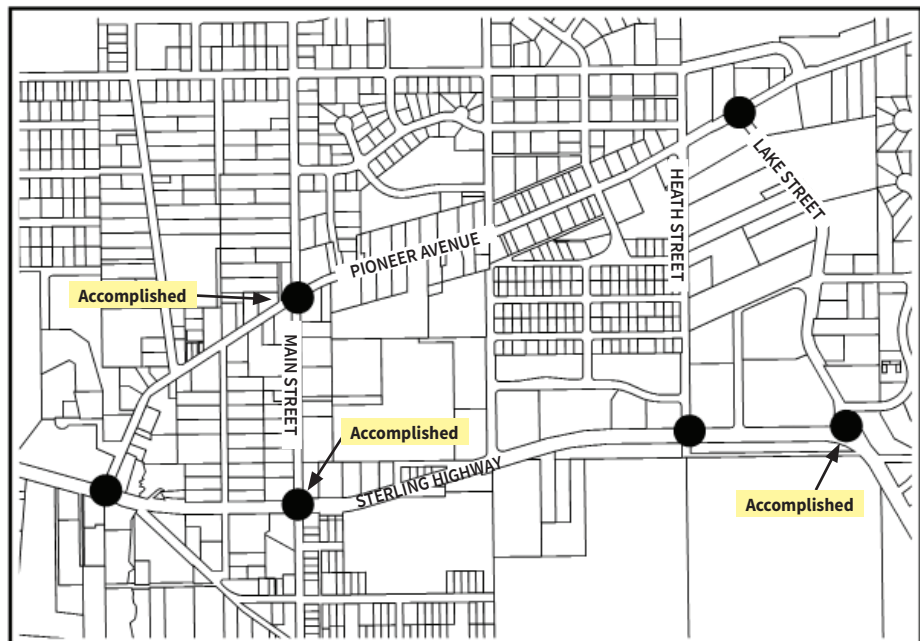 LAKE STREET
HEATH STREET
PIONEER AVENUE
Accomplished
MAIN STREET
Accomplished
STERLING HIGHWAY
Accomplished